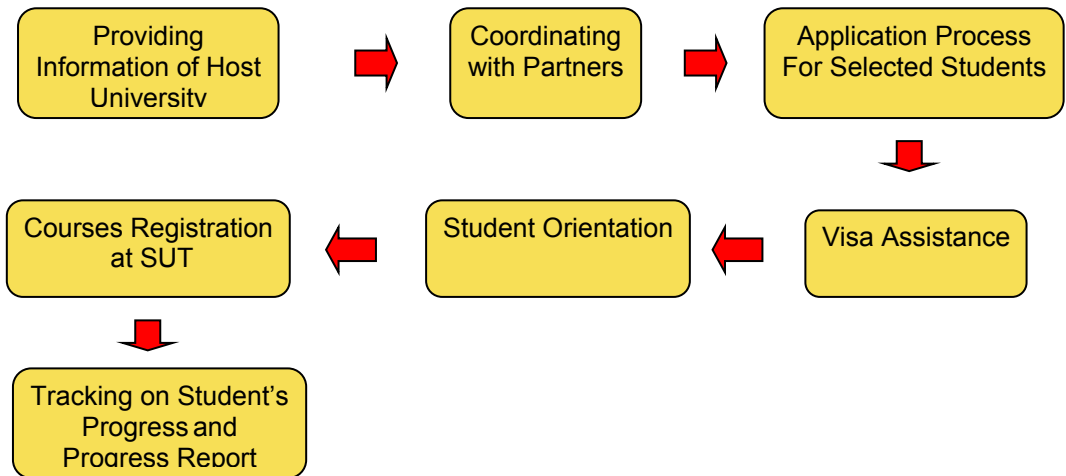 Providing
Information of Host
University
Coordinating
with Partners
Application Process
For Selected Students
Visa Assistance
Student Orientation
Courses Registration
at SUT
Tracking on Student’s
Progress and
Progress Report